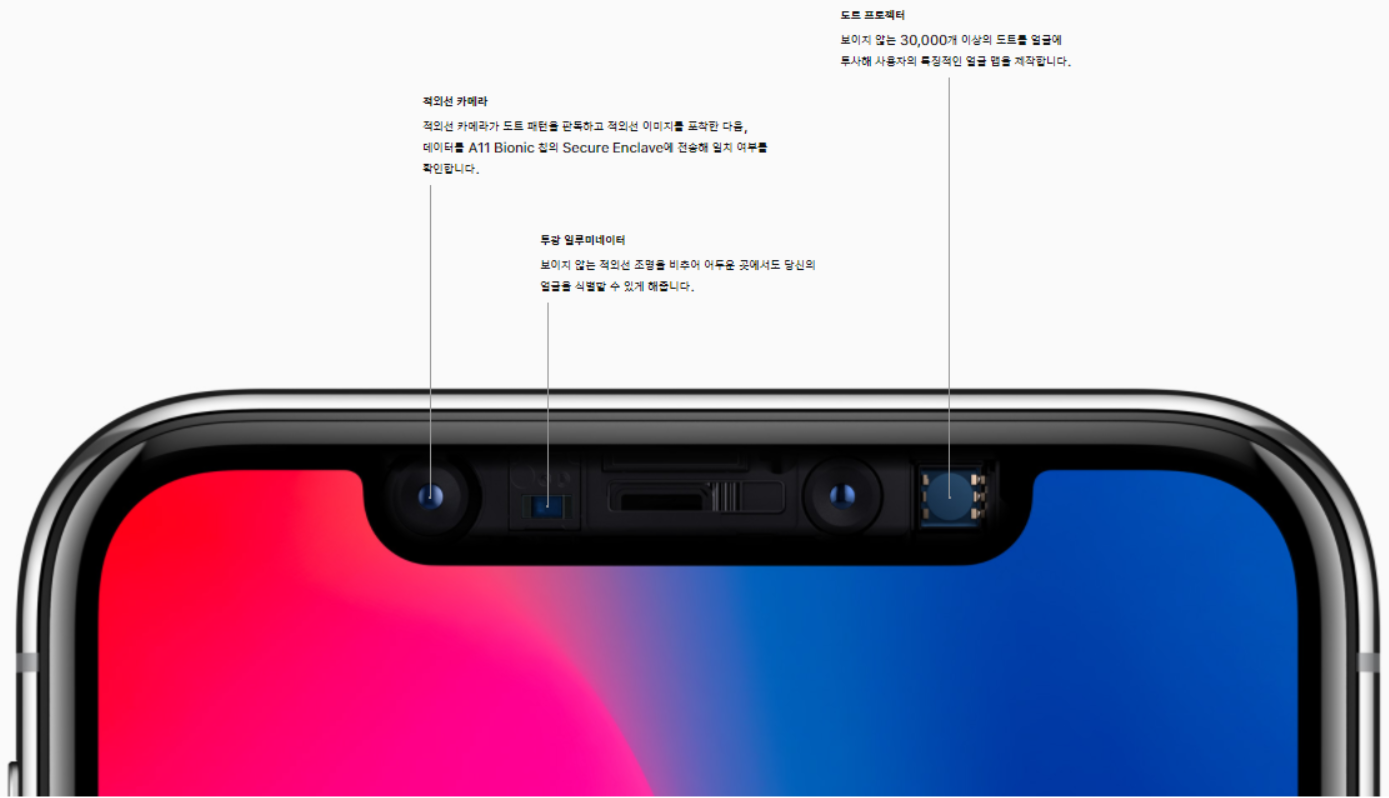 도트 프로젝터
보이지 않는 30,000개 이상의 도트를 얼굴에
투사해 사용자의 특징적인 얼굴 맵을 제작합니다.
적외선 카메라
적외선 카메라가 도트 패턴을 판독하고 적외선 이미지를 포착한 다음,
데이터를 A11 Bionic 칩의 Secure Enclave에 전송해 일치 여부를
확인합니다.
투광 일루미네이터
보이지 않는 적외선 조명을 비추어 어두운 곳에서도 당신의
얼굴을 식별할 수 있게 해줍니다.